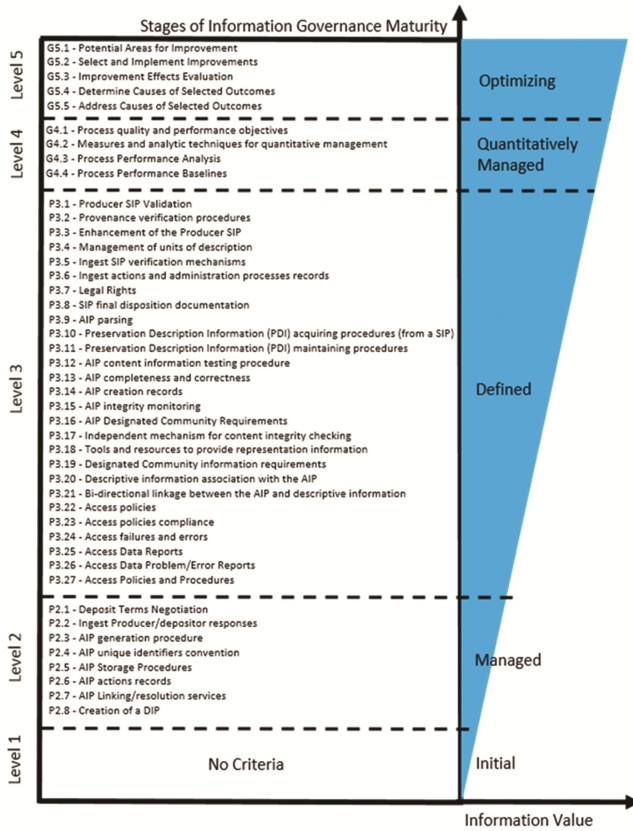 Stages of Information Governance Maturity
Level 5
G5.1 - Potential Areas for Improvement
G5.2 - Select and Implement Improvements
G5.3 - Improvement Effects Evaluation
G5.4 - Determine Causes of Selected Outcomes
G5.5 - Address Causes of Selected Outcomes
Optimizing
Level 4
G4.1 - Process quality and performance objectives
G4.2 - Measures and analytic techniques for quantitative management
G4.3 - Process Performance Analysis
G4.4 - Process Performance Baselines
Quantitatively
Managed
Level 3
P3.1 - Producer SIP Validation
P3.2 - Provenance verification procedures
P3.3 - Enhancement of the Producer SIP
P3.4 - Management of units of description
P3.5 - Ingest SIP verification mechanisms
P3.6 - Ingest actions and administration processes records
P3.7 - Legal Rights
P3.8 - SIP final disposition documentation
P3.9 - AIP parsing
P3.10 - Preservation Description Information (PDI) acquiring procedures (from a SIP)
P3.11 - Preservation Description Information (PDI) maintaining procedures
P3.12 - AIP content information testing procedure
P3.13 - AIP completeness and correctness
P3.14 - AIP creation records
P3.15 - AIP integrity monitoring
P3.16 - AIP Designated Community Requirements
P3.17 - Independent mechanism for content integrity checking
P3.18 - Tools and resources to provide representation information
P3.19 - Designated Community information requirements
P3.20 - Descriptive information association with the AIP
P3.21 - Bi-directional linkage between the AIP and descriptive information
P3.22 - Access policies
P3.23 - Access policies compliance
P3.24 - Access failures and errors
P3.25 - Access Data Reports
P3.26 - Access Data Problem/Error Reports
P3.27 - Access Policies and Procedures
Defined
Level 2
P2.1 - Deposit Terms Negotiation
P2.2 - Ingest Producer/depositor responses
P2.3 - AIP generation procedure
P2.4 - AIP unique identifiers convention
P2.5 - AIP Storage Procedures
P2.6 - AIP actions records
P2.7 - AIP Linking/resolution services
P2.8 - Creation of a DIP
Managed
Level 1
No Criteria
Initial
Information Value